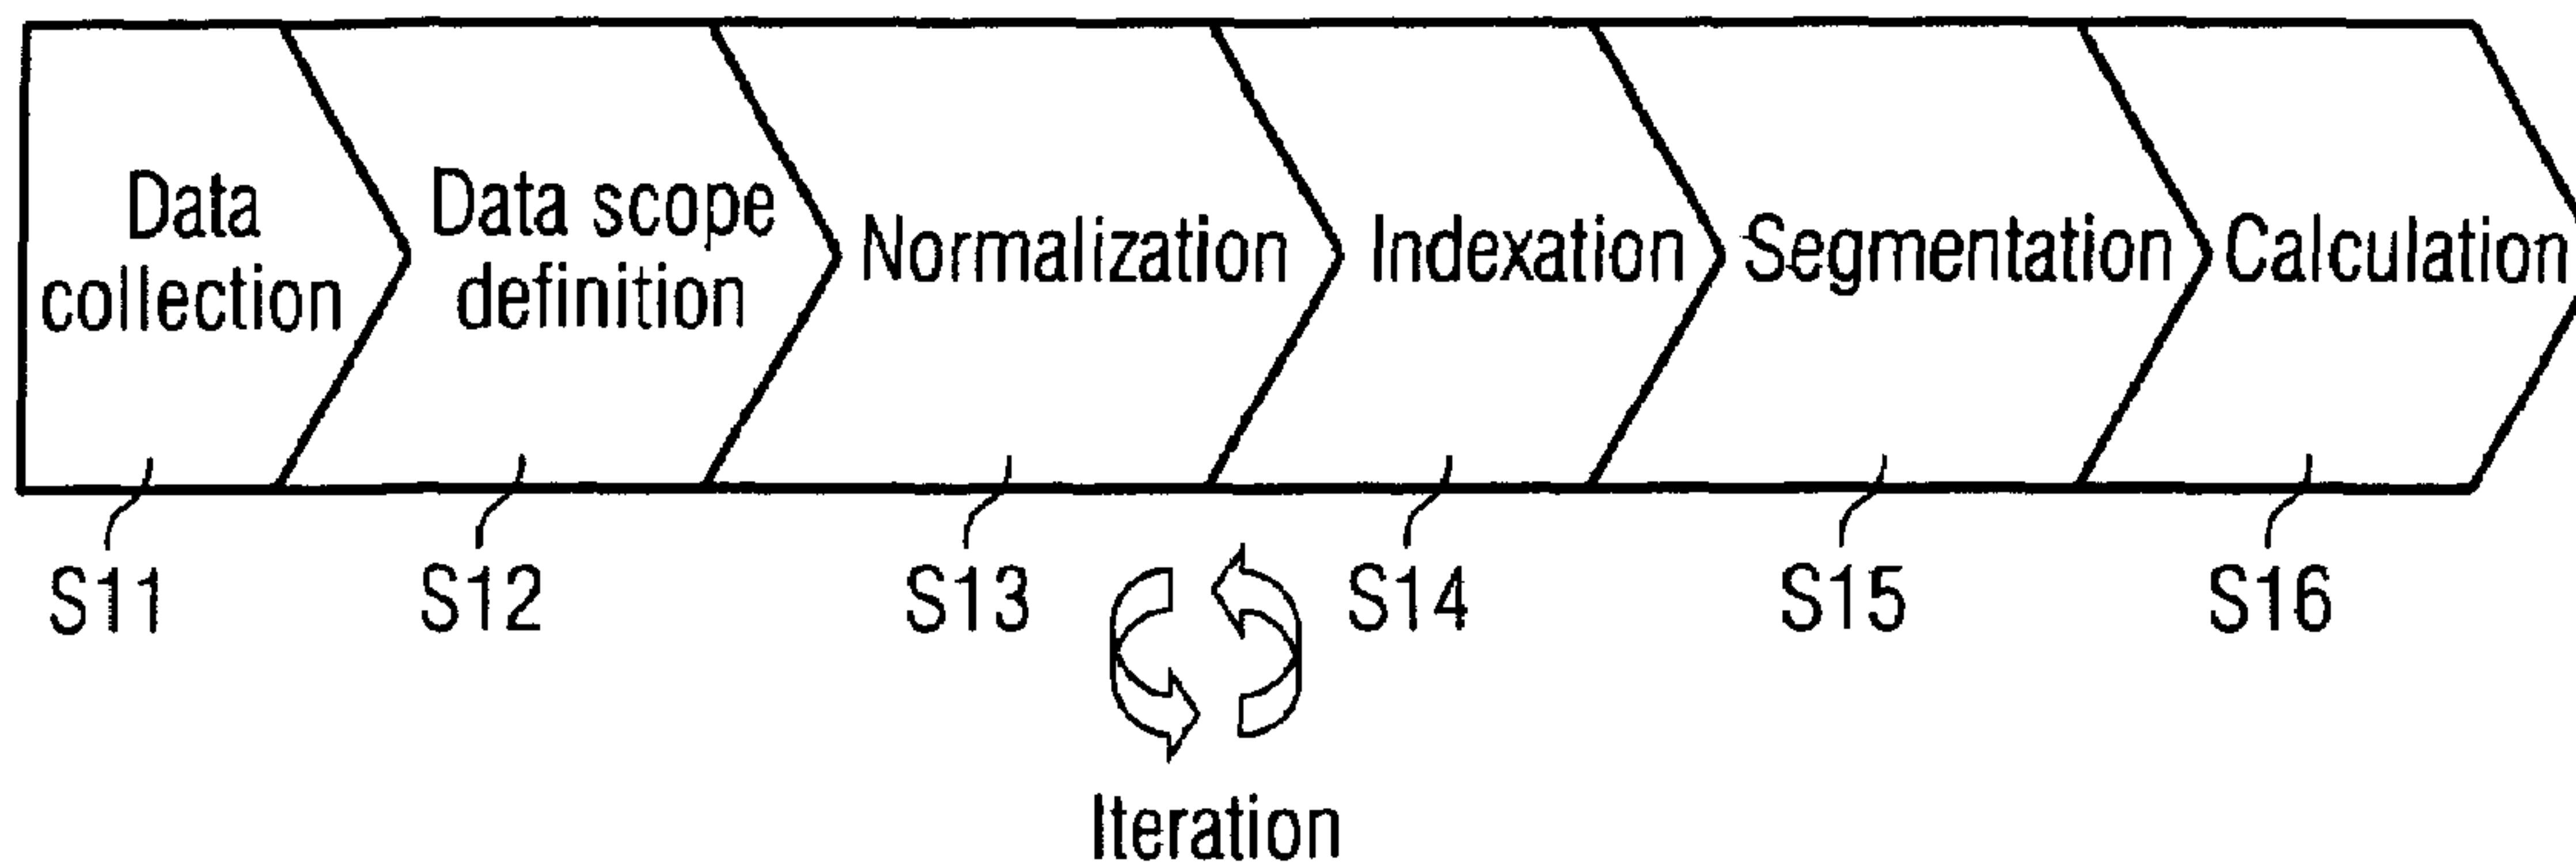 Data
collection
Data scope
definition
Normalization
Indexation
Segmentation
Calculation
S11
S12
S13
S14
S15
S16
Iteration